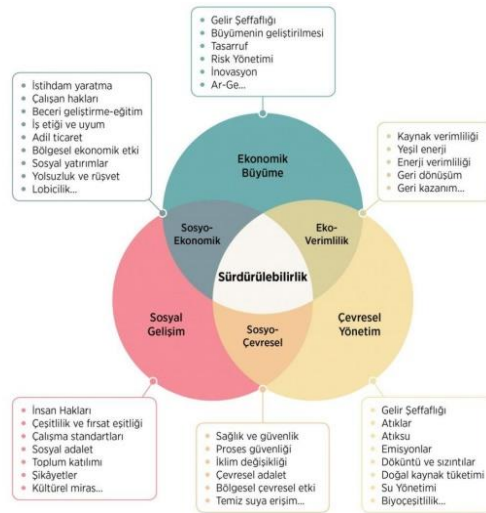 Gelir Şeffaflığı
Büyümenin geliştirilmesi
Tasarruf
Risk Yönetimi
İnovasyon
Ar-Ge...
İstihdam yaratma
Çalışan hakları
Beceri geliştirme-eğitim
İş etiği ve uyum
Adil ticaret
Bölgesel ekonomik etki
Sosyal yatırımlar
Yolsuzluk ve rüşvet
Lobicilik...
Kaynak verimliliği
Yeşil enerji
Enerji verimliliği
Geri dönüşüm
Geri kazanım...
Ekonomik
Büyüme
Sosyo-
Ekonomik
Eko-
Verimlilik
Sürdürülebilirlik
Sosyal
Gelişim
Sosyo-
Çevresel
Çevresel
Yönetim
İnsan Hakları
Çeşitlilik ve fırsat eşitliği
Çalışma standartları
Sosyal adalet
Toplum katılımı
Şikâyetler
Kültürel miras...
Sağlık ve güvenlik
Proses güvenliği
İklim değişikliği
Çevresel adalet
Bölgesel çevresel etki
Temiz suya erişim...
Gelir Şeffaflığı
Atıklar
Atıksu
Emisyonlar
Döküntü ve sızıntılar
Doğal kaynak tüketimi
Su Yönetimi
Biyoçeşitlilik...